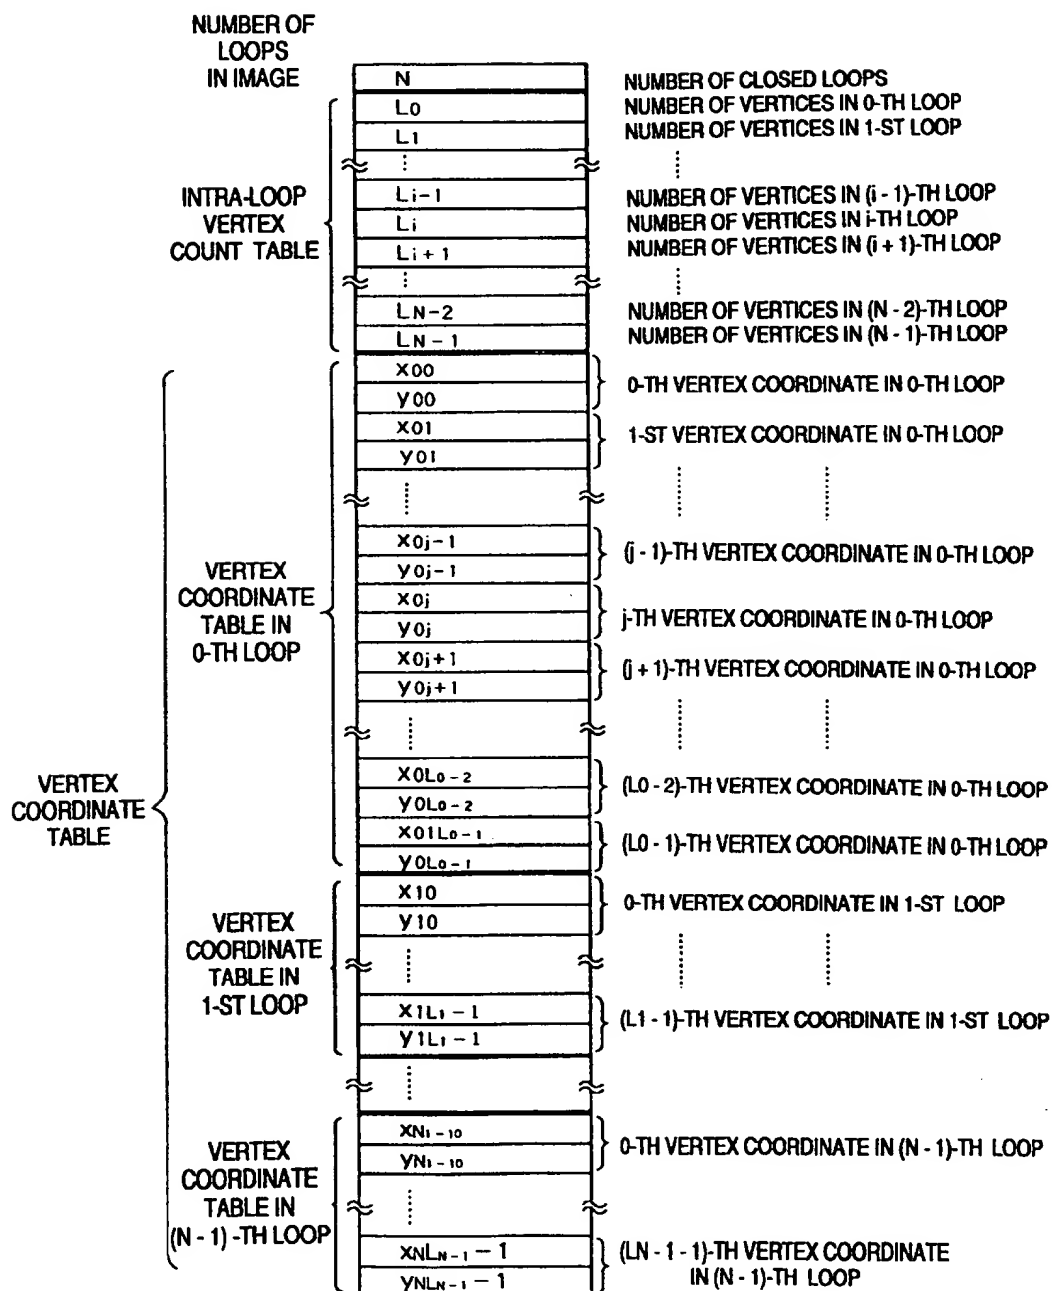 NUMBER OF
LOOPS
IN IMAGE
N
NUMBER OF CLOSED LOOPS
L0
NUMBER OF VERTICES IN 0-TH LOOP
L1
NUMBER OF VERTICES IN 1-ST LOOP
INTRA-LOOP
VERTEX
COUNT TABLE
Li-1
NUMBER OF VERTICES IN (i - 1)-TH LOOP
Li
NUMBER OF VERTICES IN i-TH LOOP
Li+1
NUMBER OF VERTICES IN (i + 1)-TH LOOP
LN-2
NUMBER OF VERTICES IN (N - 2)-TH LOOP
LN-1
NUMBER OF VERTICES IN (N - 1)-TH LOOP
VERTEX
COORDINATE
TABLE
VERTEX
COORDINATE
TABLE IN
0-TH LOOP
X00
Y00
0-TH VERTEX COORDINATE IN 0-TH LOOP
X01
Y01
1-ST VERTEX COORDINATE IN 0-TH LOOP
X0j-1
Y0j-1
(j - 1)-TH VERTEX COORDINATE IN 0-TH LOOP
X0j
Y0j
j-TH VERTEX COORDINATE IN 0-TH LOOP
X0j+1
Y0j+1
(j + 1)-TH VERTEX COORDINATE IN 0-TH LOOP
X0L0-2
Y0L0-2
(L0 - 2)-TH VERTEX COORDINATE IN 0-TH LOOP
X01L0-1
Y0L0-1
(L0 - 1)-TH VERTEX COORDINATE IN 0-TH LOOP
VERTEX
COORDINATE
TABLE IN
1-ST LOOP
X10
Y10
0-TH VERTEX COORDINATE IN 1-ST LOOP
X1L1-1
Y1L1-1
(L1 - 1)-TH VERTEX COORDINATE IN 1-ST LOOP
VERTEX
COORDINATE
TABLE IN
(N - 1) -TH LOOP
XN1-10
YN1-10
0-TH VERTEX COORDINATE IN (N - 1)-TH LOOP
XNLN-1-1
YNLN-1-1
(LN - 1 - 1)-TH VERTEX COORDINATE
IN (N - 1)-TH LOOP